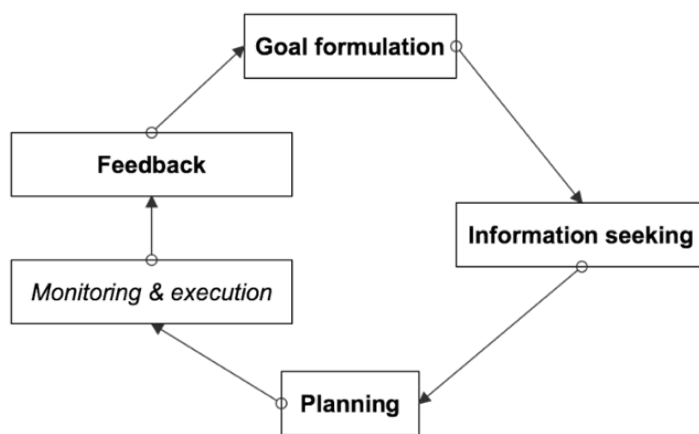 Goal formulation
Feedback
Information seeking
Monitoring & execution
Planning